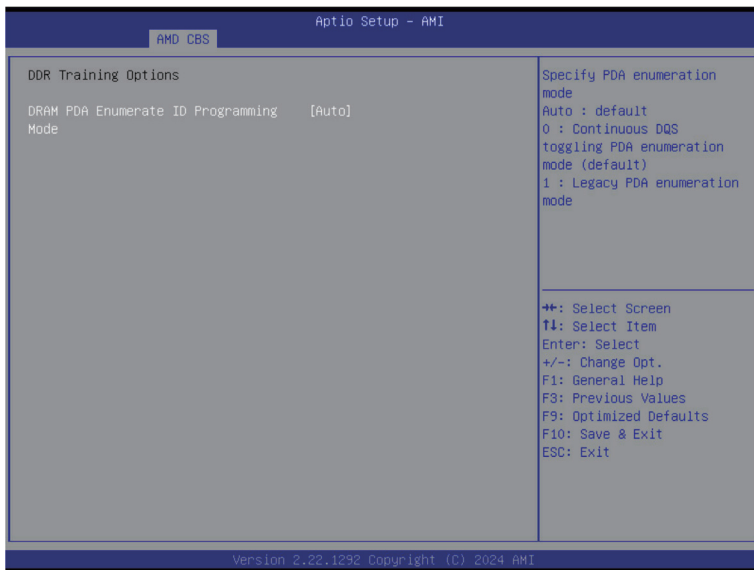 Aptio Setup – AMI
AMD CBS
DDR Training Options
DRAM PDA Enumerate ID Programming [Auto]
Mode
Specify PDA enumeration
mode
Auto : default
0 : Continuous DQS
toggling PDA enumeration
mode (default)
1 : Legacy PDA enumeration
mode
→←: Select Screen
↑↓: Select Item
Enter: Select
+/-: Change Opt.
F1: General Help
F3: Previous Values
F9: Optimized Defaults
F10: Save & Exit
ESC: Exit
Version 2.22.1292 Copyright (C) 2024 AMI